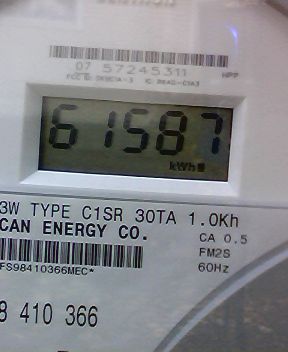 07 57245311 HPP
61587
kWh
3W TYPE C1SR 30TA 1.0Kh
CAN ENERGY CO. CA 0.5
FM2S
FS98410366MEC* 60Hz
8 410 366